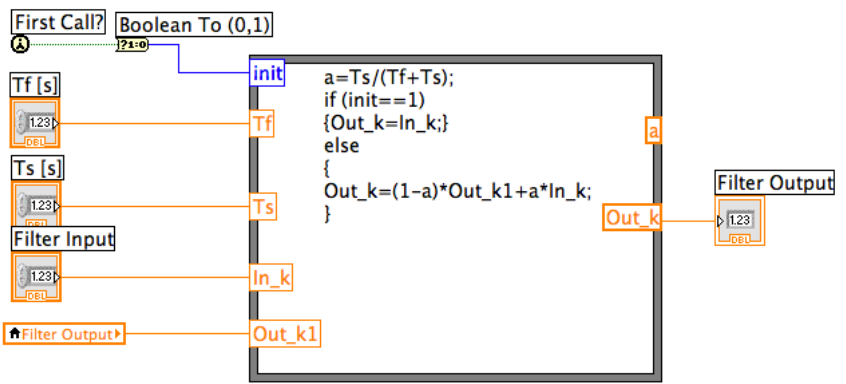 First Call?
Boolean To (0,1)
?1:0
init
a=Ts/(Tf+Ts);
if (init==1)
{Out_k=In_k;}
else
{
Out_k=(1-a)*Out_k1+a*In_k;
}
Tf [s]
1.23
DBL
Tf
a
Ts [s]
1.23
DBL
Ts
Filter Output
Out_k
1.23
DBL
Filter Input
1.23
DBL
In_k
Filter Output
Out_k1